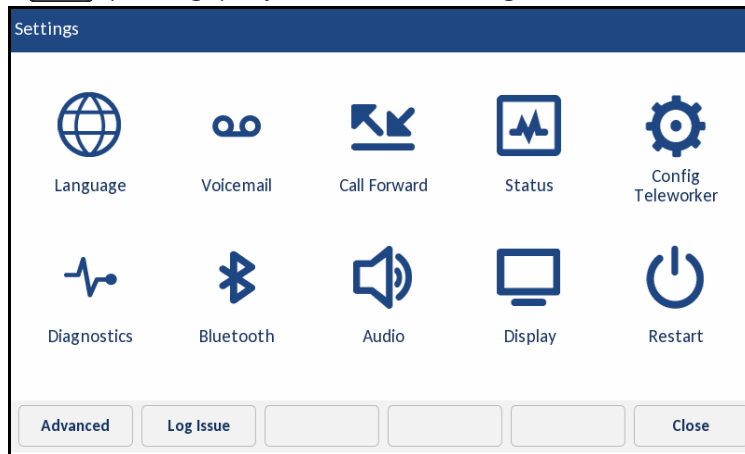 Settings
Language
Voicemail
Call Forward
Status
Config
Teleworker
Diagnostics
Bluetooth
Audio
Display
Restart
Advanced
Log Issue
Close